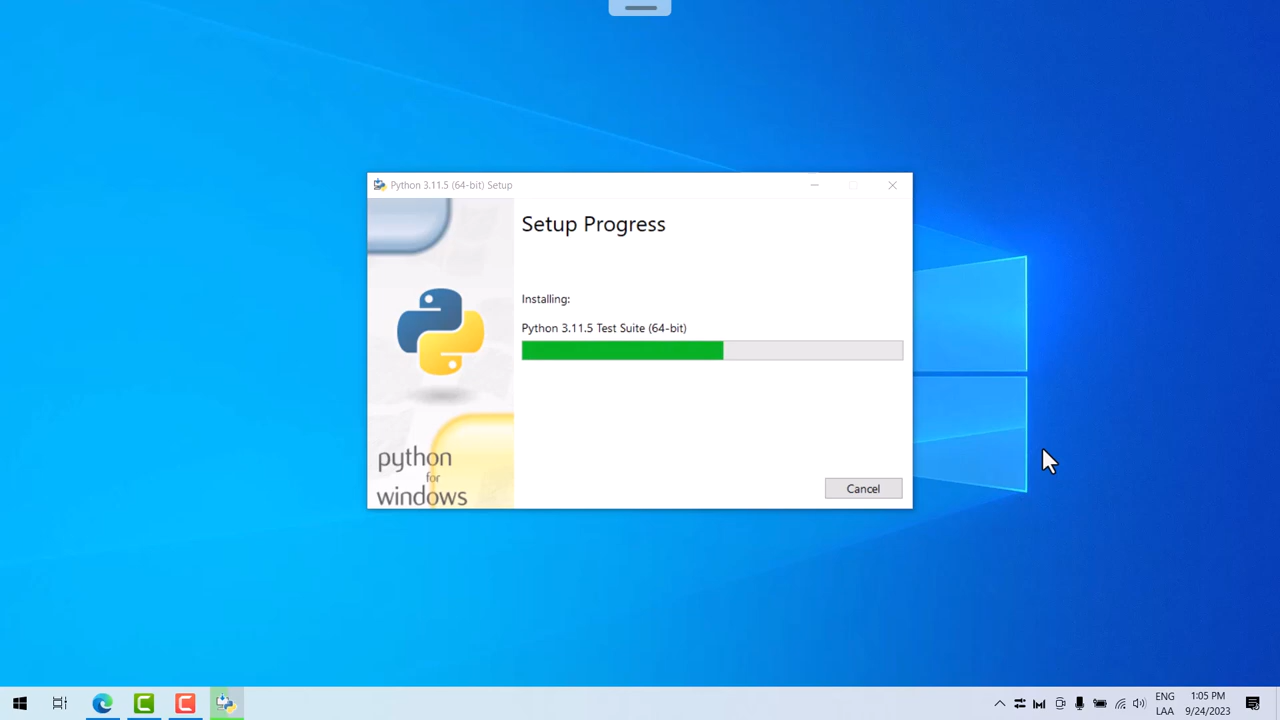 Python 3.11.5 (64-bit) Setup
Setup Progress
Installing:
Python 3.11.5 Test Suite (64-bit)
python
for
windows
Cancel
ENG
LAA
1:05 PM
9/24/2023